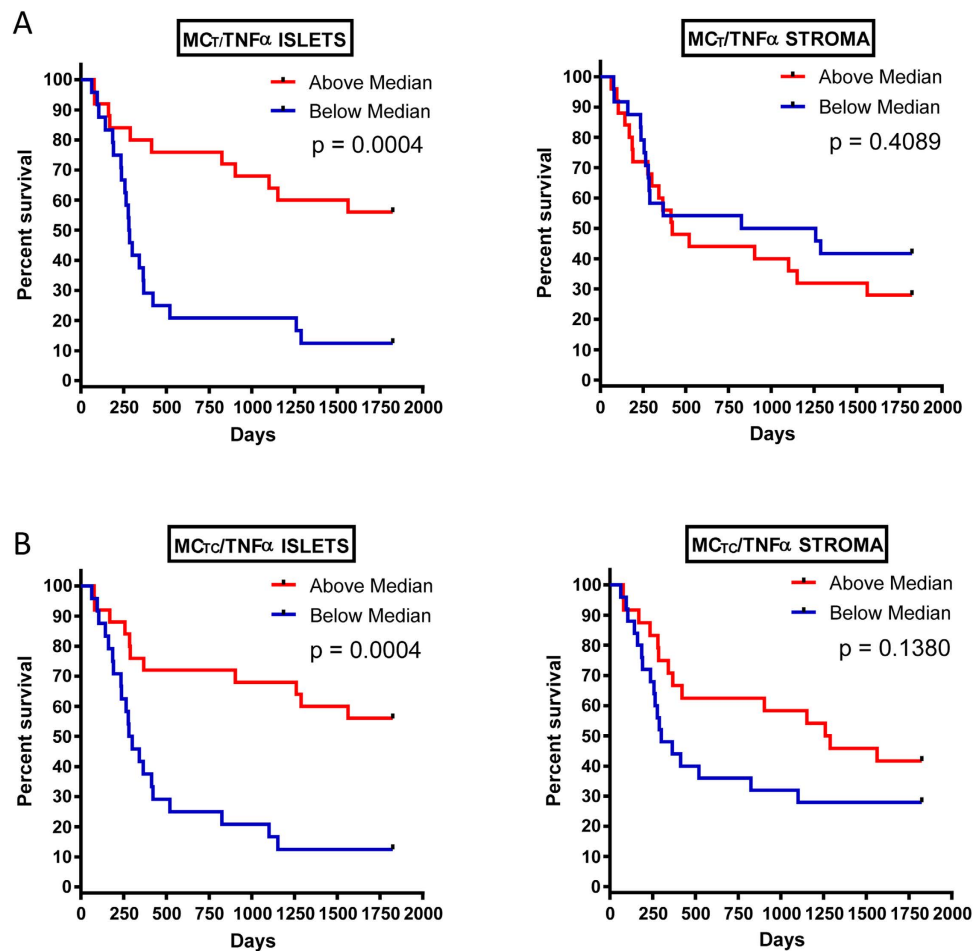 A
MCT/TNFα ISLETS
Above Median
Below Median
p = 0.0004
100
90
80
70
60
50
40
30
20
10
0
Percent survival
0 250 500 750 1000 1250 1500 1750 2000
Days
MCT/TNFα STROMA
Above Median
Below Median
p = 0.4089
100
90
80
70
60
50
40
30
20
10
0
Percent survival
0 250 500 750 1000 1250 1500 1750 2000
Days
B
MCTC/TNFα ISLETS
Above Median
Below Median
p = 0.0004
100
90
80
70
60
50
40
30
20
10
0
Percent survival
0 250 500 750 1000 1250 1500 1750 2000
Days
MCTC/TNFα STROMA
Above Median
Below Median
p = 0.1380
100
90
80
70
60
50
40
30
20
10
0
Percent survival
0 250 500 750 1000 1250 1500 1750 2000
Days